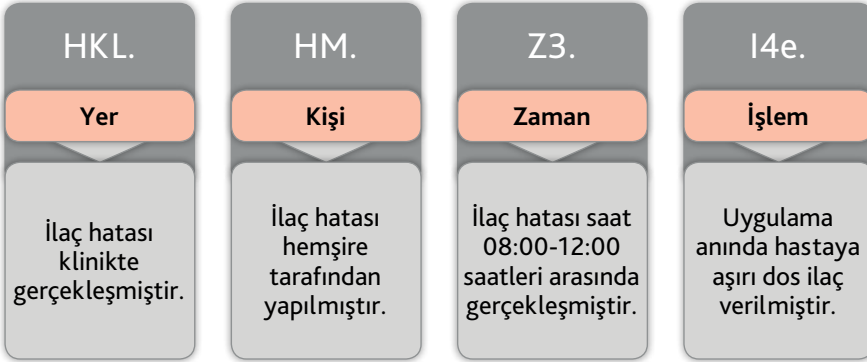 HKL.
Yer
İlaç hatası
klinikte
gerçekleşmiştir.
HM.
Kişi
İlaç hatası
hemşire
tarafından
yapılmıştır.
Z3.
Zaman
İlaç hatası saat
08:00-12:00
saatleri arasında
gerçekleşmiştir.
I4e.
İşlem
Uygulama
anında hastaya
aşırı dos ilaç
verilmiştir.